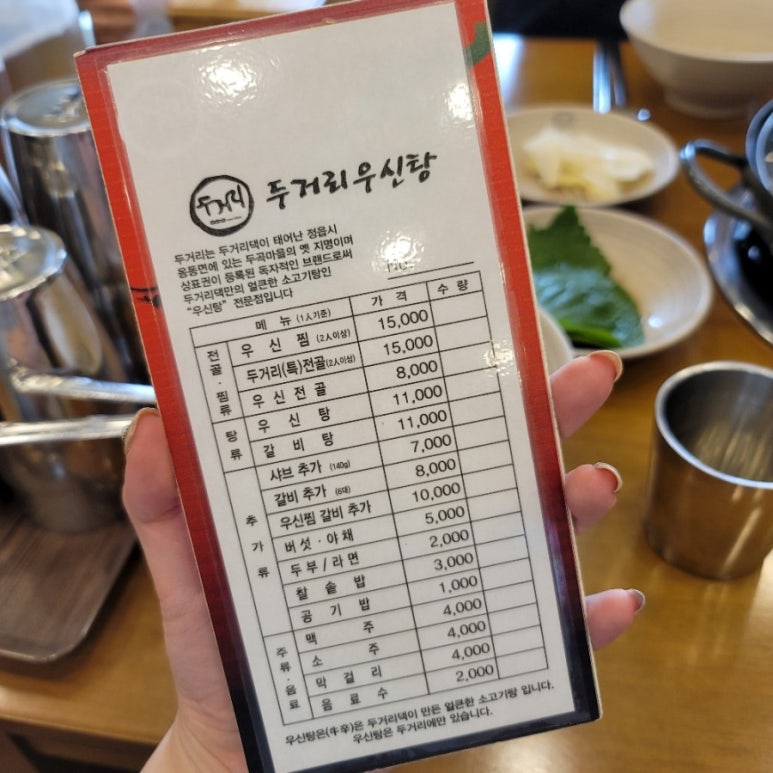 두거리
두거리우신탕
두거리는 두거리댁이 태어난 정읍시
옹동면에 있는 두곡마을의 옛 지명이며
상표권이 등록된 독자적인 브랜드로써
두거리댁만의 얼큰한 소고기탕인
"우신탕" 전문점입니다
메 뉴 (1人기준) 가 격 수 량
전골·찜류
우 신 찜 (2人이상) 15,000
두거리(特)전골(2人이상) 15,000
우 신 전 골 8,000
탕류
우 신 탕 11,000
갈 비 탕 11,000
추가류
샤브 추가 (140g) 7,000
갈비 추가 (6대) 8,000
우신찜 갈비 추가 10,000
버섯·야채 5,000
두부/라면 2,000
찰 솥 밥 3,000
공 기 밥 1,000
주류·음료
맥 주 4,000
소 주 4,000
막 걸 리 4,000
음 료 수 2,000
우신탕은(牛辛)은 두거리댁이 만든 얼큰한 소고기탕 입니다.
우신탕은 두거리에만 있습니다.